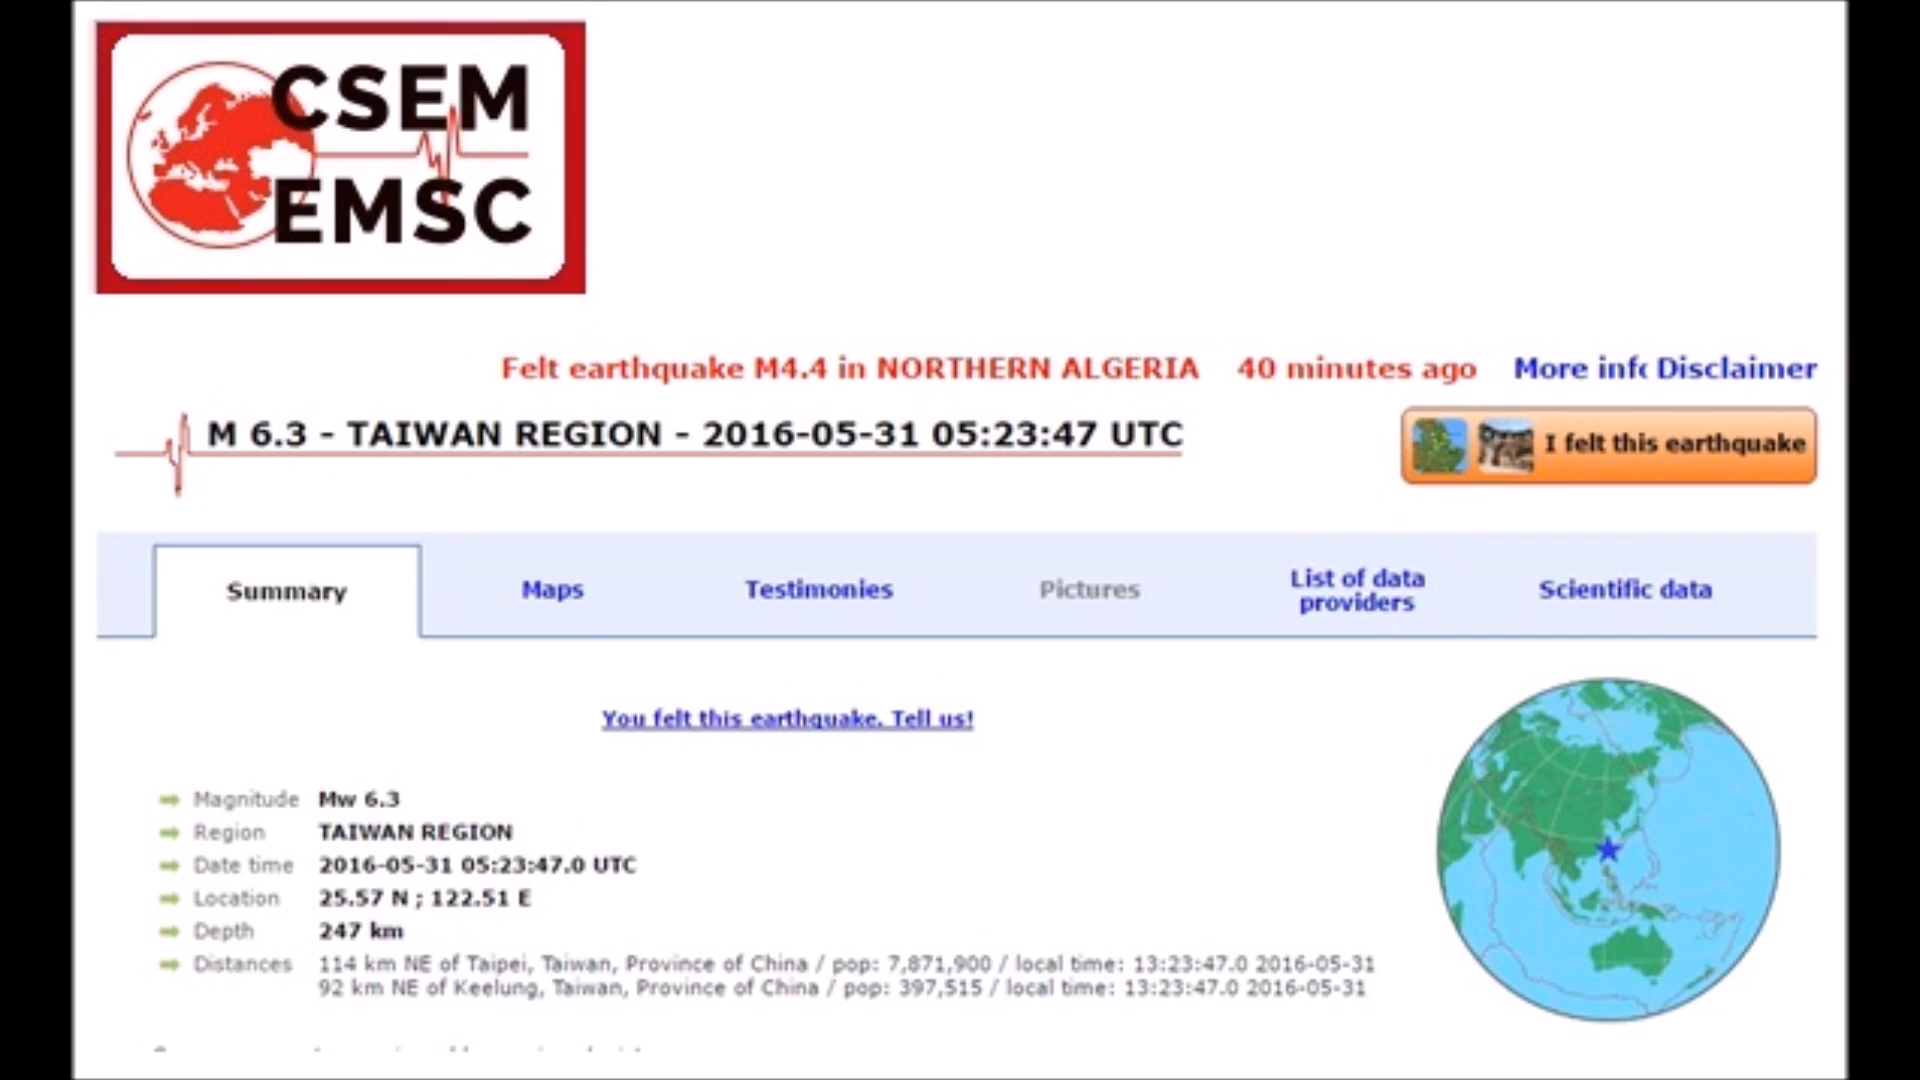 CSEM
EMSC
Felt earthquake M4.4 in NORTHERN ALGERIA 40 minutes ago More info Disclaimer
M 6.3 - TAIWAN REGION - 2016-05-31 05:23:47 UTC
I felt this earthquake
Summary
Maps
Testimonies
Pictures
List of data
providers
Scientific data
You felt this earthquake. Tell us!
Magnitude Mw 6.3
Region TAIWAN REGION
Date time 2016-05-31 05:23:47.0 UTC
Location 25.57 N ; 122.51 E
Depth 247 km
Distances 114 km NE of Taipei, Taiwan, Province of China / pop: 7,871,900 / local time: 13:23:47.0 2016-05-31
92 km NE of Keelung, Taiwan, Province of China / pop: 397,515 / local time: 13:23:47.0 2016-05-31